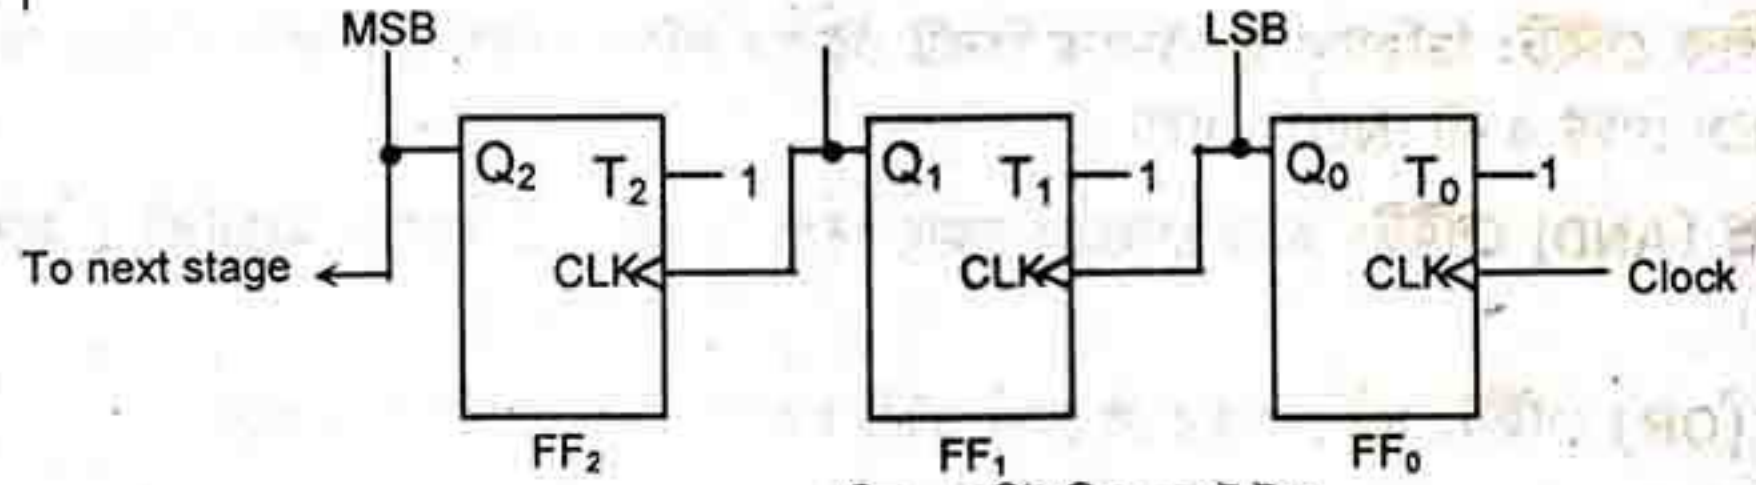 MSB LSB
Q₂ T₂ 1 Q₁ T₁ 1 Q₀ T₀ 1
To next stage CLK CLK CLK Clock
FF₂ FF₁ FF₀